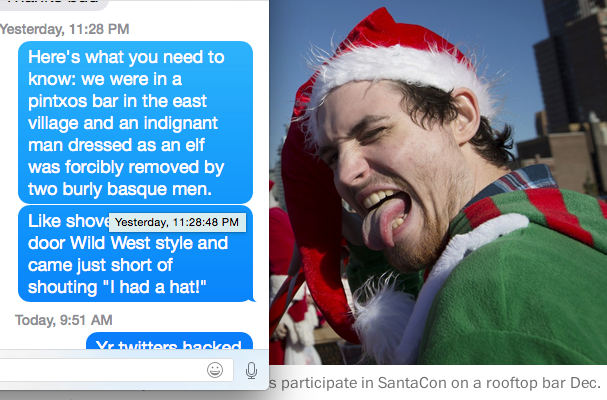 Yesterday, 11:28 PM
Here's what you need to
know: we were in a
pintxos bar in the east
village and an indignant
man dressed as an elf
was forcibly removed by
two burly basque men.
Like shove
Yesterday, 11:28:48 PM
door Wild West style and
came just short of
shouting "I had a hat!"
Today, 9:51 AM
Yr twitters hacked
s participate in SantaCon on a rooftop bar Dec.